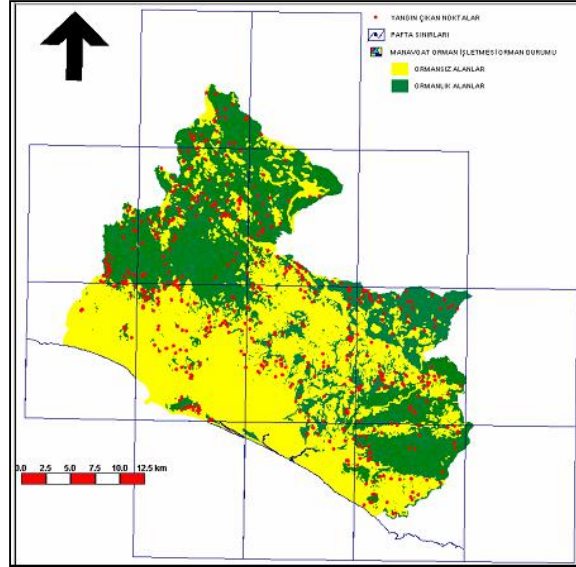 YANGIN ÇIKAN NOKTALAR
PAFTA SINIRLARI
MANAVGAT ORMAN İŞLETMESİ ORMAN DURUMU
ORMANSIZ ALANLAR
ORMANLIK ALANLAR
0.0 2.5 5.0 7.5 10.0 12.5 km